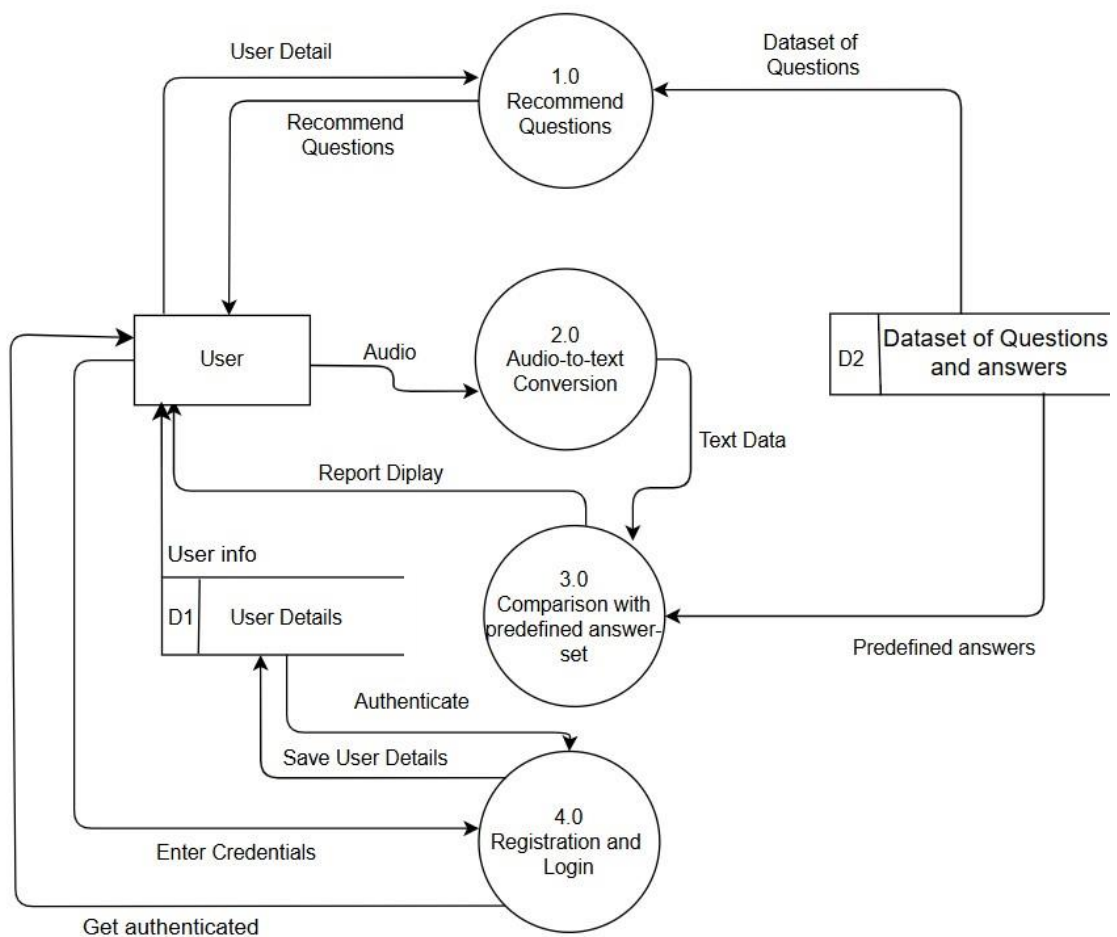 User Detail
Dataset of
Questions
1.0
Recommend
Questions
Recommend
Questions
User
Audio
2.0
Audio-to-text
Conversion
D2
Dataset of Questions
and answers
Text Data
Report Diplay
User info
D1
User Details
3.0
Comparison with
predefined answer-
set
Predefined answers
Authenticate
Save User Details
4.0
Registration and
Login
Enter Credentials
Get authenticated